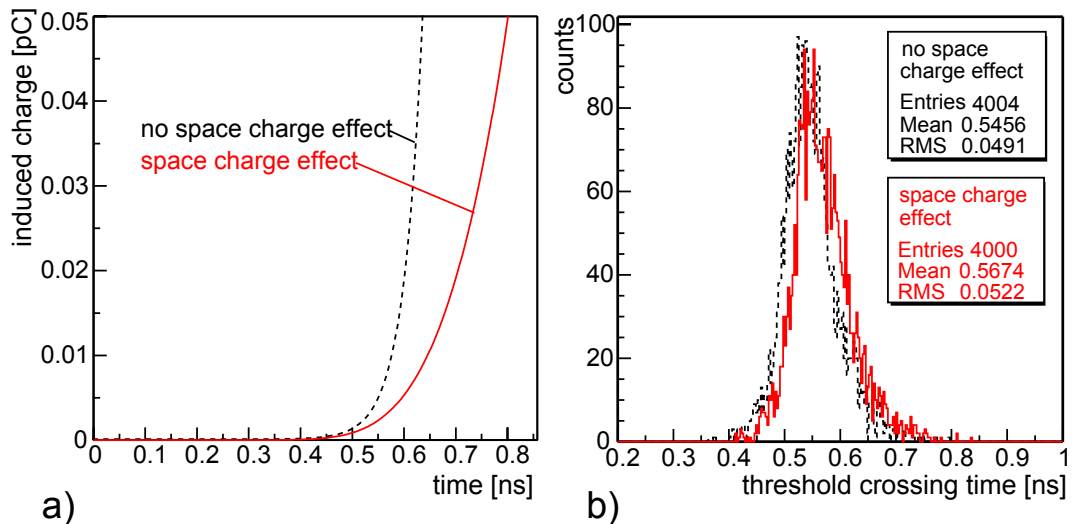 induced charge [pC]
0.05
0.04
0.03
0.02
0.01
0
no space charge effect
space charge effect
0 0.1 0.2 0.3 0.4 0.5 0.6 0.7 0.8
time [ns]
a)
counts
100
80
60
40
20
0
no space
charge effect
Entries 4004
Mean 0.5456
RMS 0.0491
space charge
effect
Entries 4000
Mean 0.5674
RMS 0.0522
0.2 0.3 0.4 0.5 0.6 0.7 0.8 0.9 1
threshold crossing time [ns]
b)